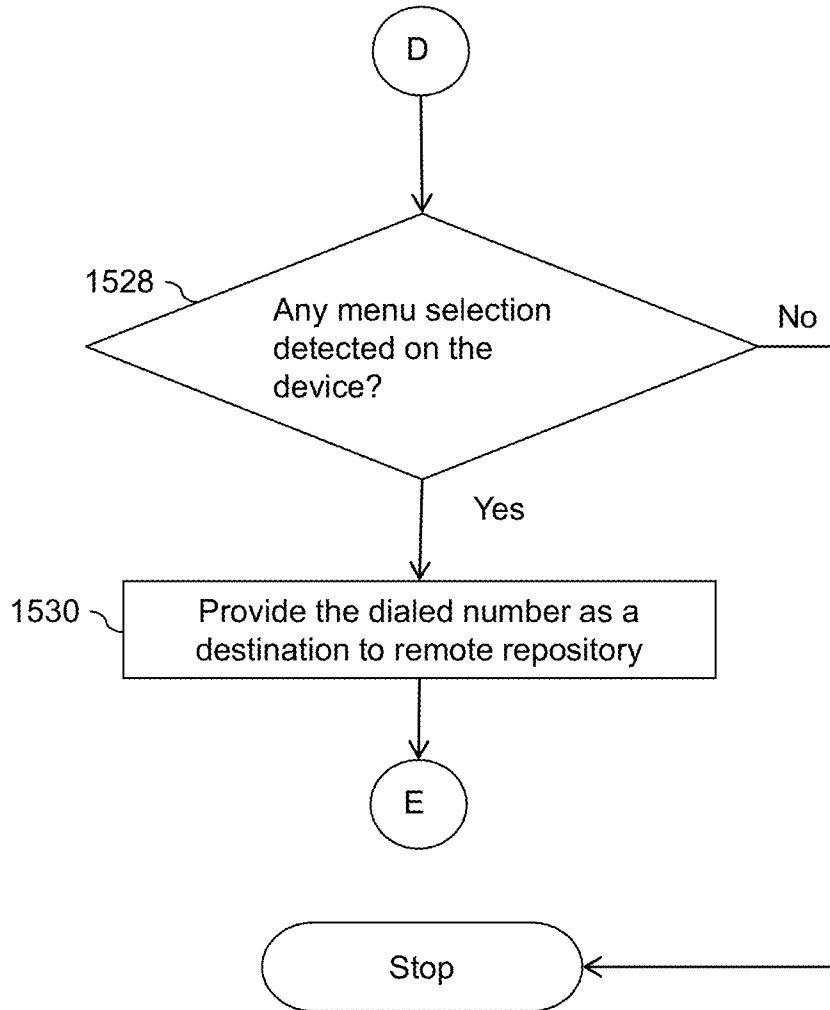 D
1528
Any menu selection
detected on the
device?
No
Yes
1530
Provide the dialed number as a
destination to remote repository
E
Stop